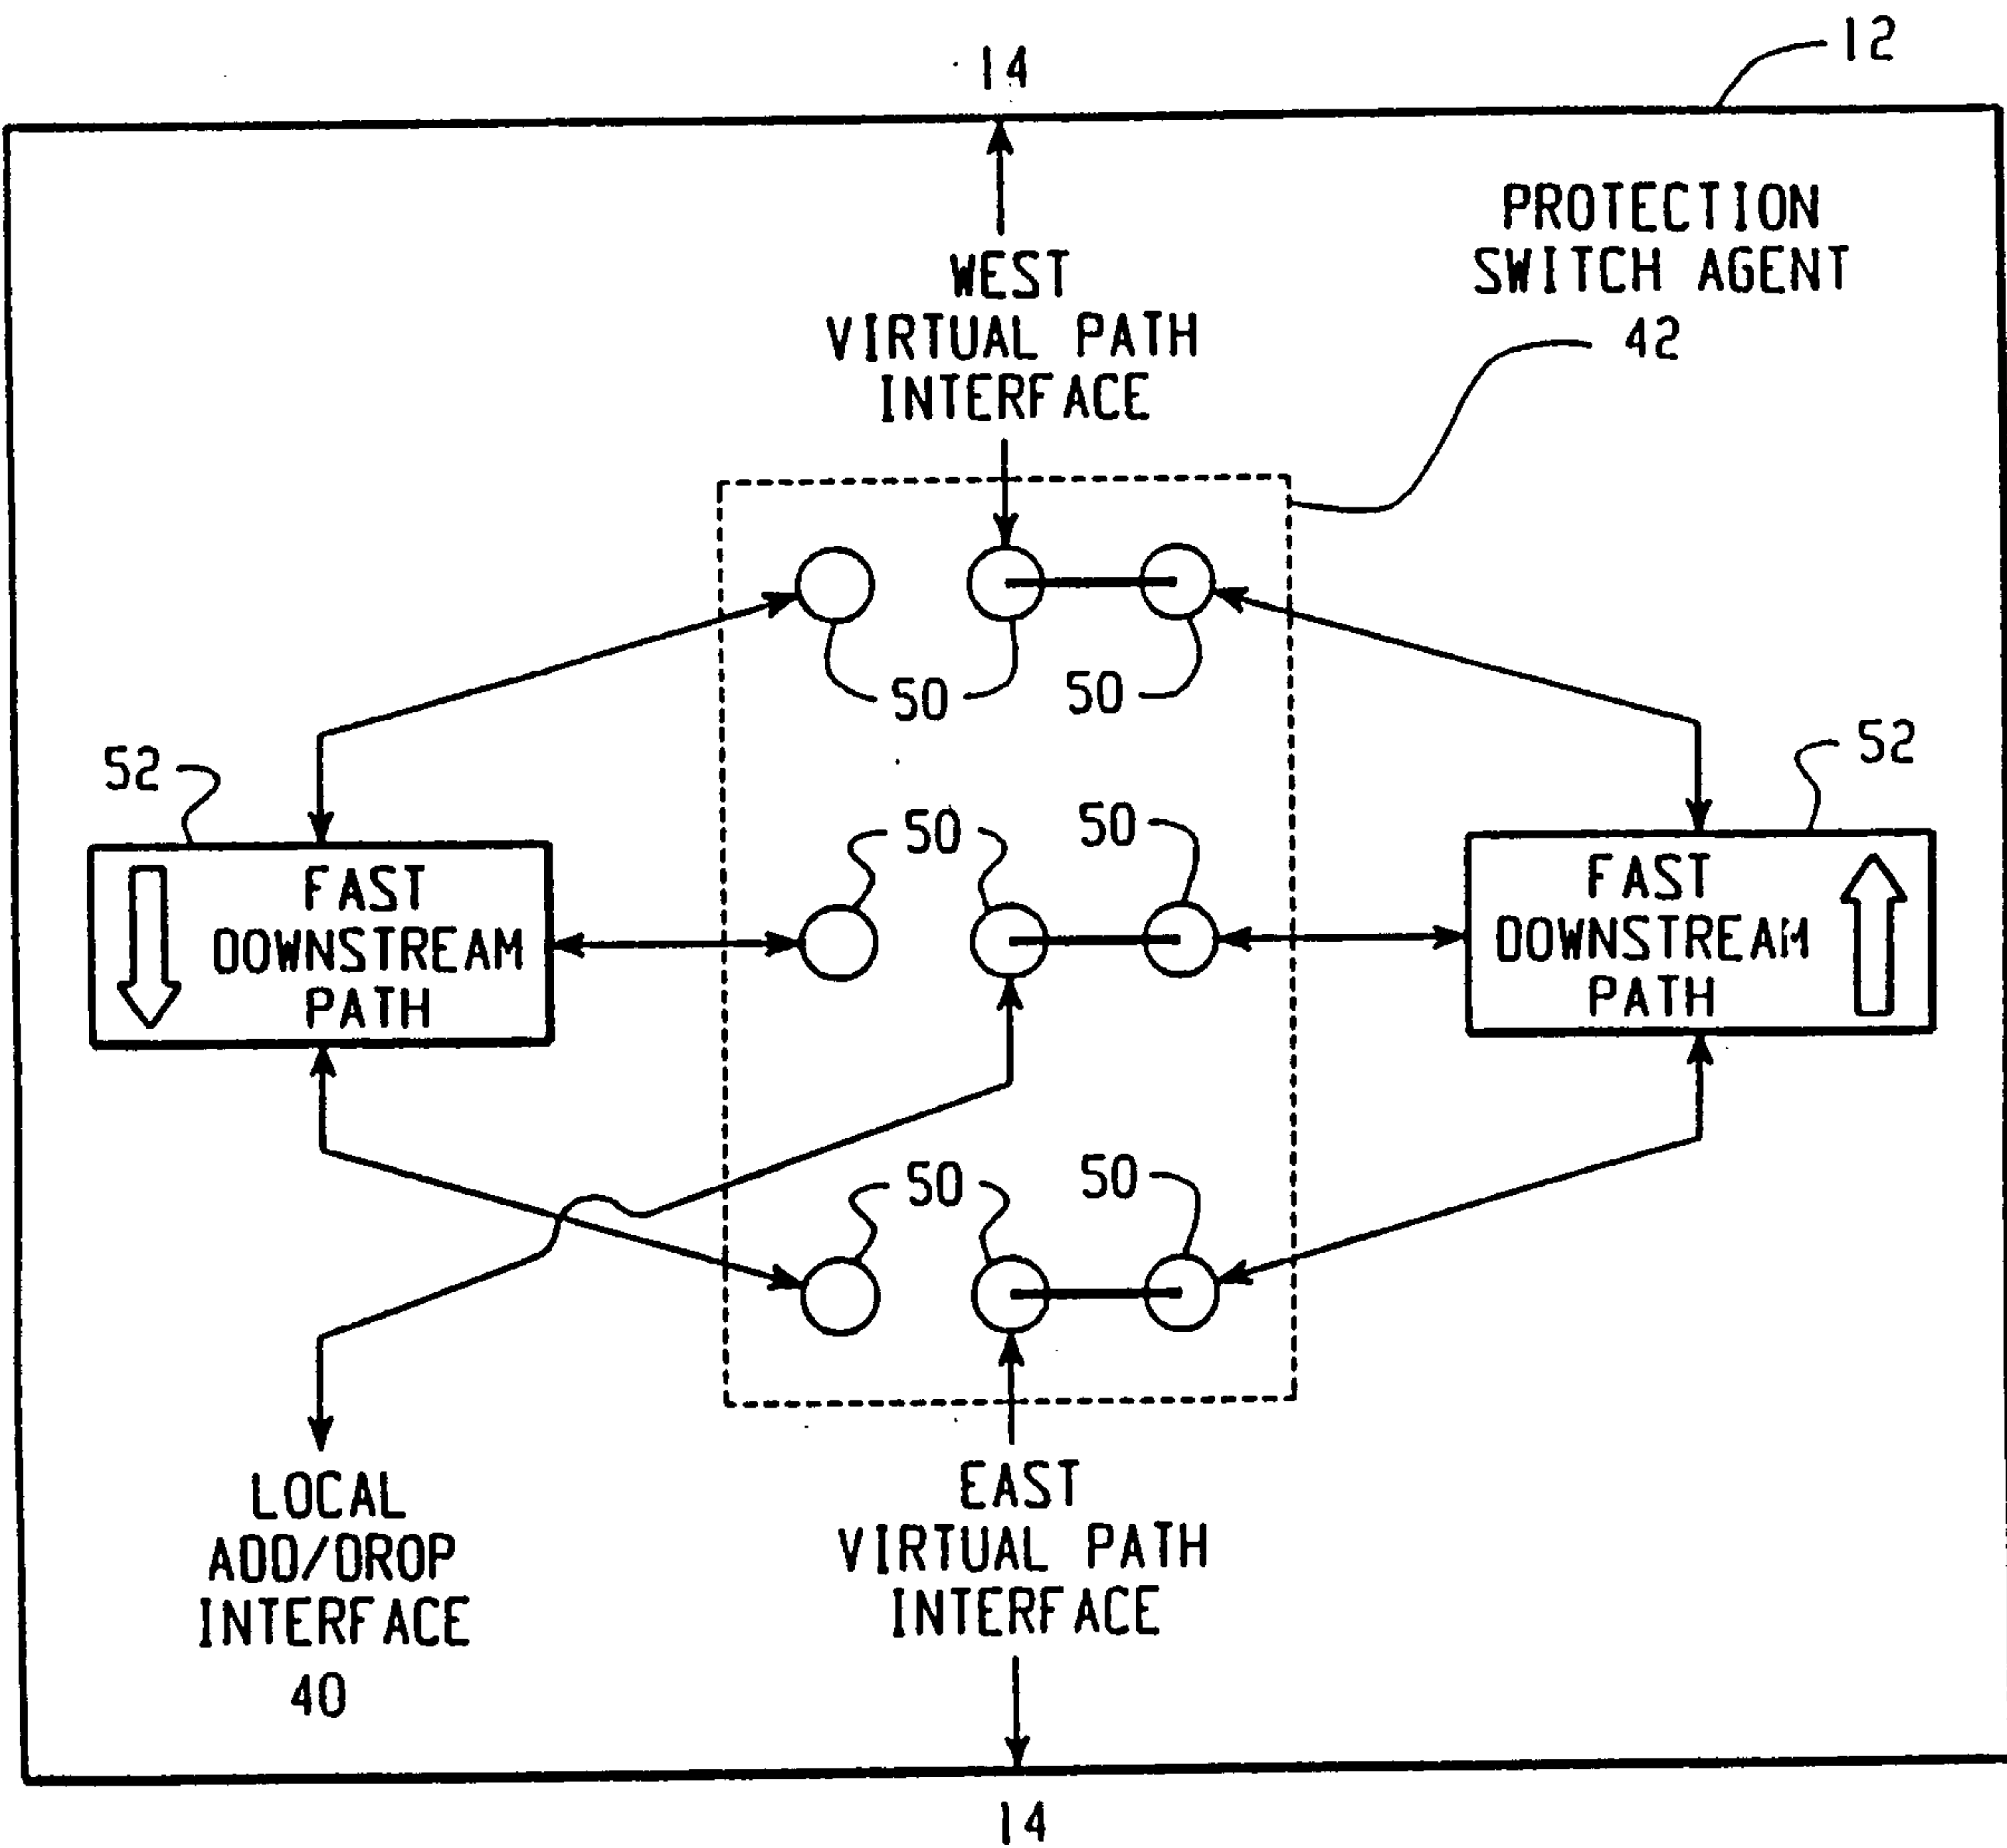 12
14
PROTECTION
SWITCH AGENT
42
WEST
VIRTUAL PATH
INTERFACE
50
50
52
52
50
50
FAST
DOWNSTREAM
PATH
FAST
DOWNSTREAM
PATH
50
50
LOCAL
ADD/DROP
INTERFACE
40
EAST
VIRTUAL PATH
INTERFACE
14